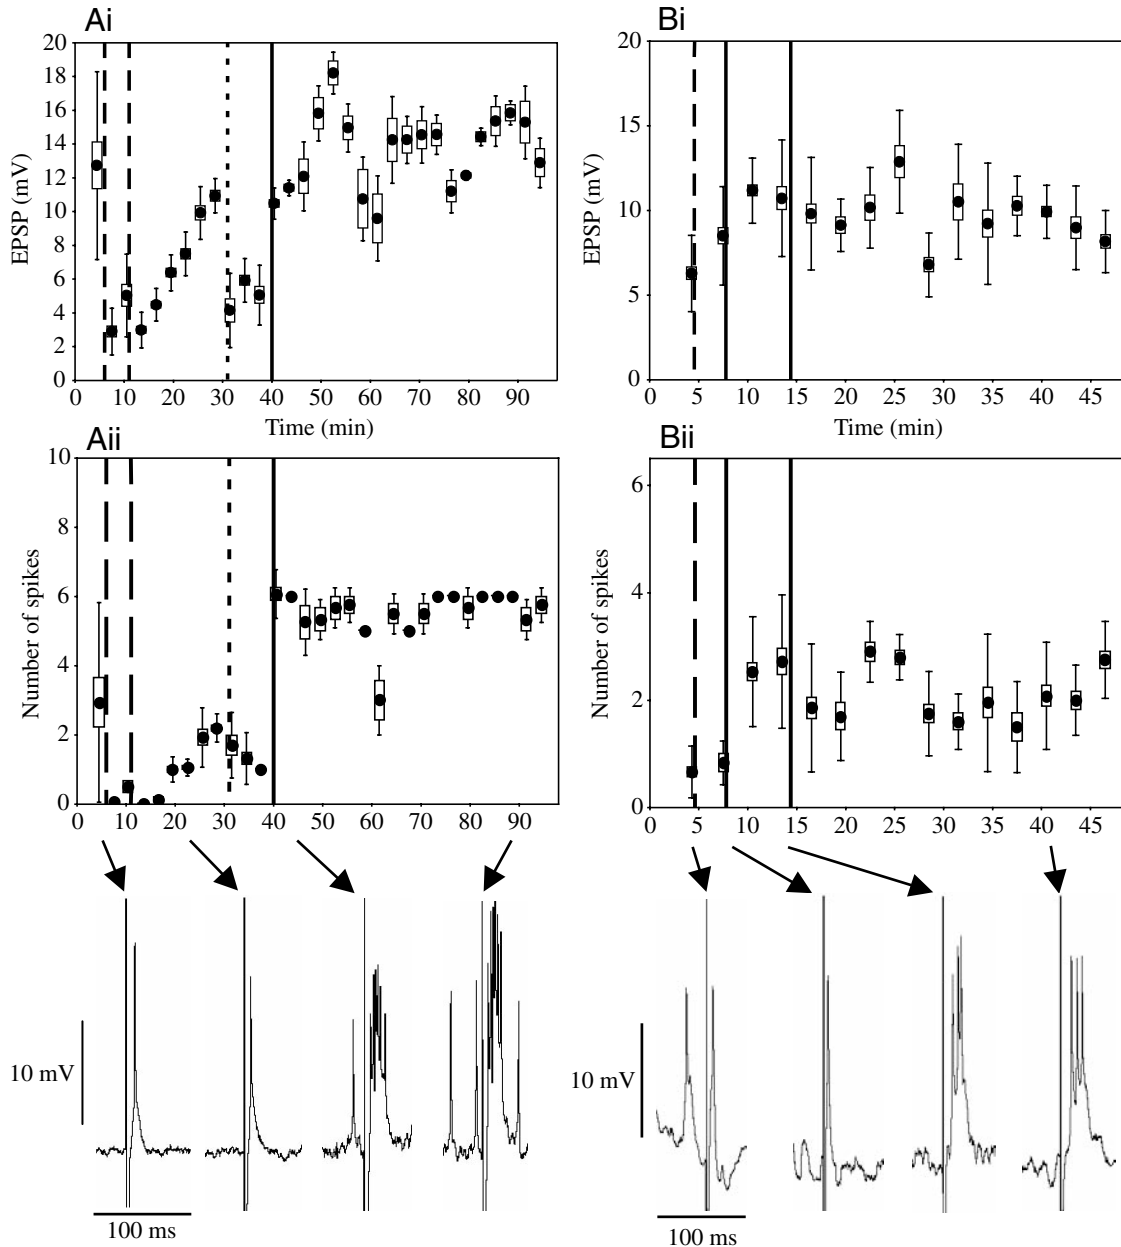 Ai
20
18
16
14
12
10
8
6
4
2
0
EPSP (mV)
0 10 20 30 40 50 60 70 80 90
Time (min)
Bi
20
15
10
5
0
EPSP (mV)
0 5 10 15 20 25 30 35 40 45
Time (min)
Aii
10
8
6
4
2
0
Number of spikes
0 10 20 30 40 50 60 70 80 90
Bii
6
4
2
0
Number of spikes
0 5 10 15 20 25 30 35 40 45
10 mV
100 ms
10 mV
100 ms